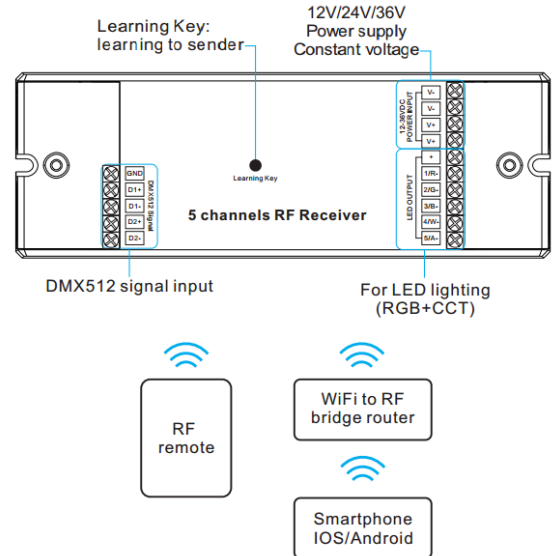 Learning Key:
learning to sender
12V/24V/36V
Power supply
Constant voltage
12-36VDC
POWER INPUT
V-
V-
V+
V+
LED OUTPUT
+
1/R-
2/G-
3/B-
4/W-
5/A-
GND
D1+
D1-
D2+
D2-
DMX512 Signal
Learning Key
5 channels RF Receiver
DMX512 signal input
For LED lighting
(RGB+CCT)
RF
remote
WiFi to RF
bridge router
Smartphone
IOS/Android